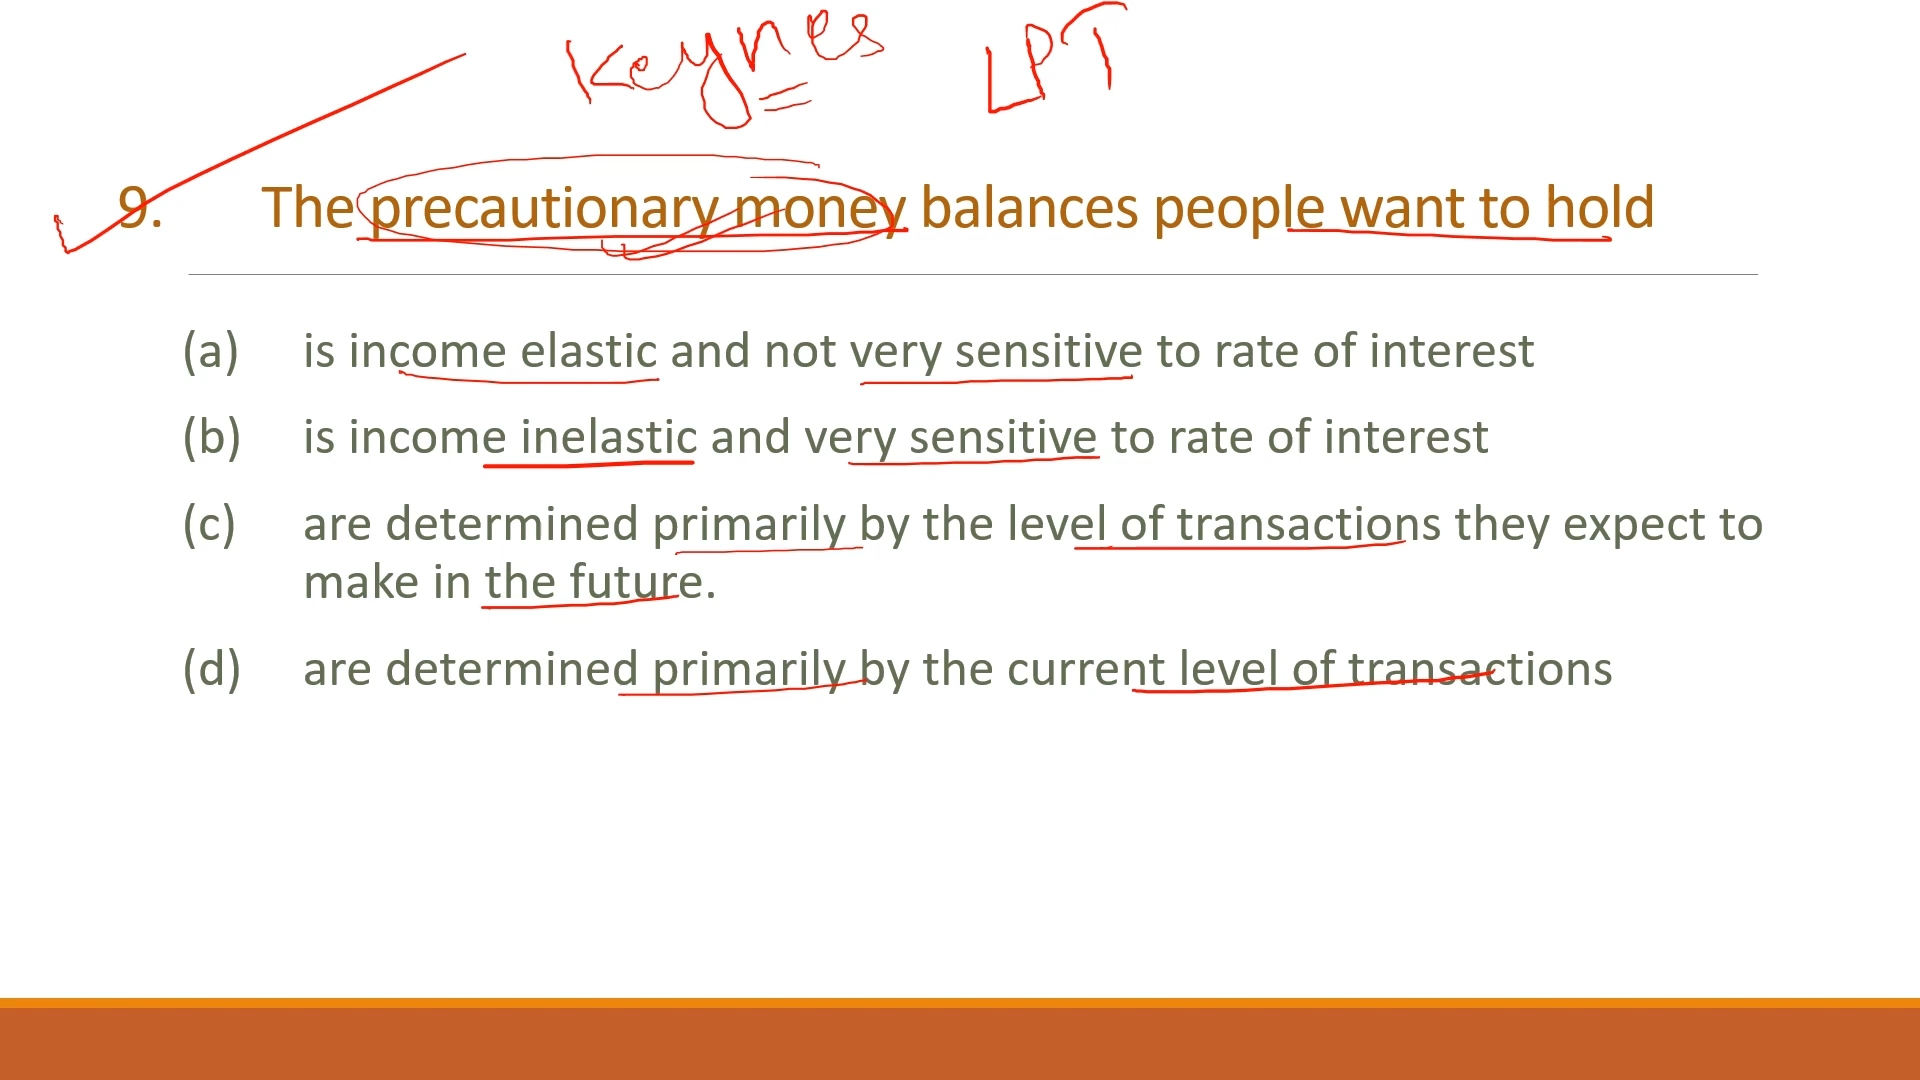 Keynes LPT
9. The precautionary money balances people want to hold
(a) is income elastic and not very sensitive to rate of interest
(b) is income inelastic and very sensitive to rate of interest
(c) are determined primarily by the level of transactions they expect to
make in the future.
(d) are determined primarily by the current level of transactions